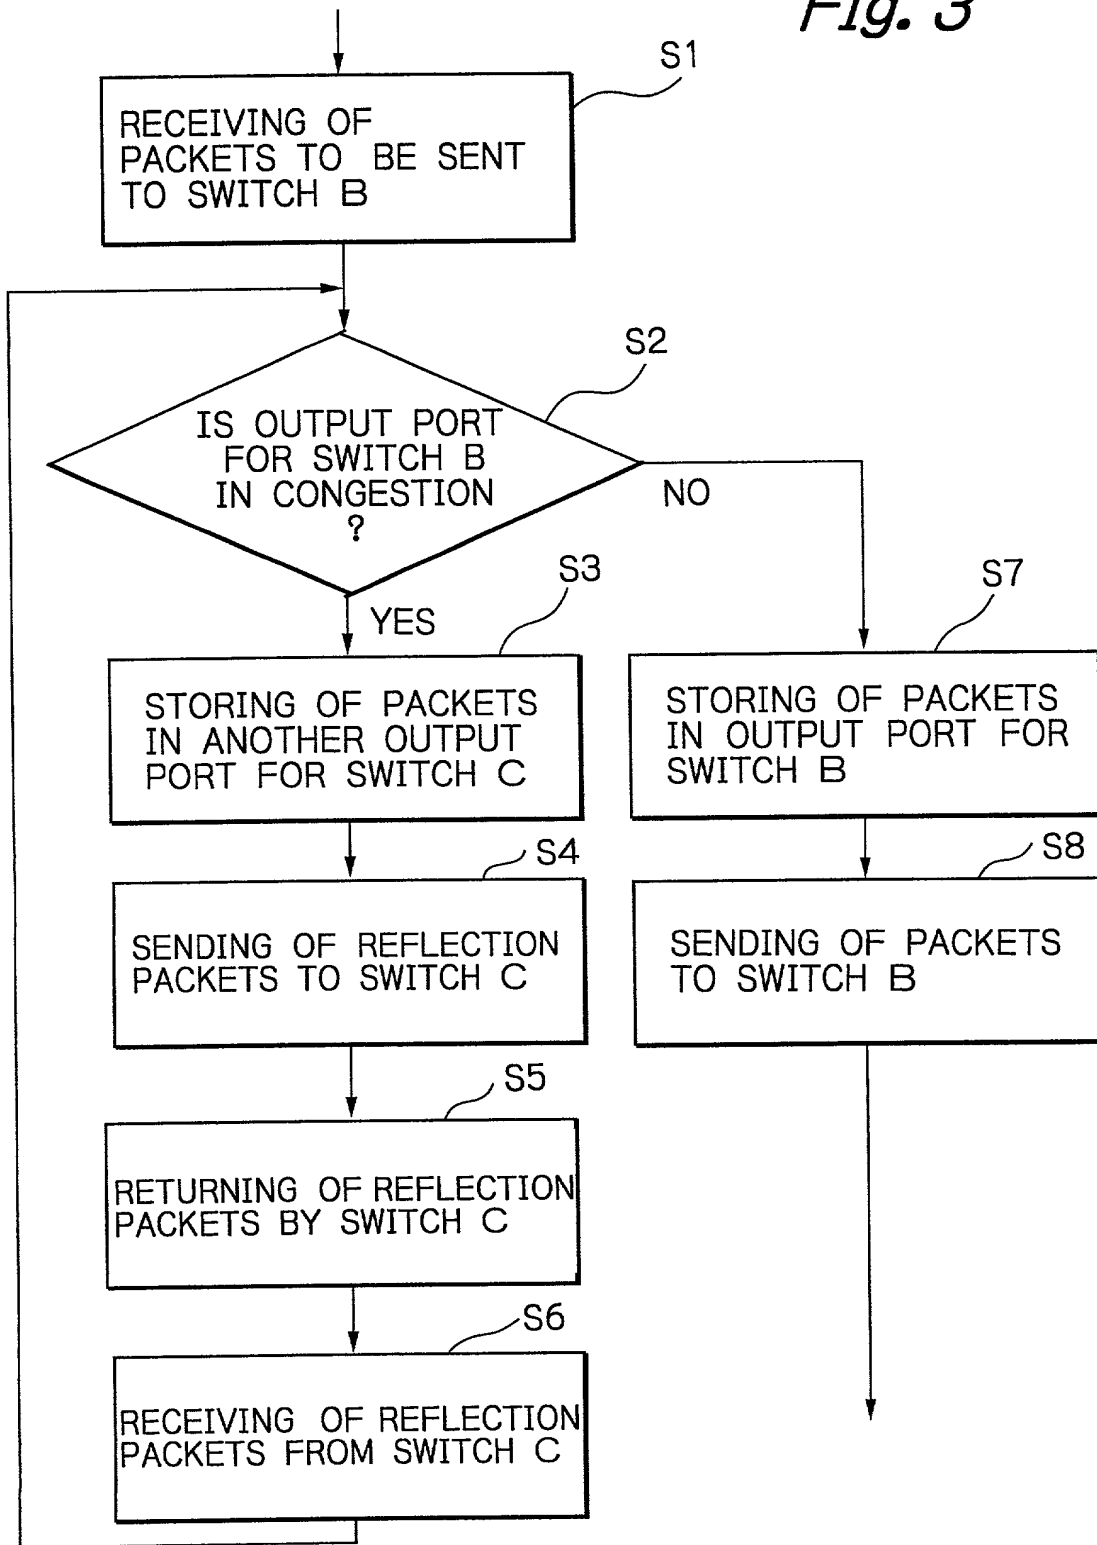 Fig. 3
S1
RECEIVING OF
PACKETS TO BE SENT
TO SWITCH B
S2
IS OUTPUT PORT
FOR SWITCH B
IN CONGESTION
?
NO
YES
S3
STORING OF PACKETS
IN ANOTHER OUTPUT
PORT FOR SWITCH C
S7
STORING OF PACKETS
IN OUTPUT PORT FOR
SWITCH B
S4
SENDING OF REFLECTION
PACKETS TO SWITCH C
S8
SENDING OF PACKETS
TO SWITCH B
S5
RETURNING OF REFLECTION
PACKETS BY SWITCH C
S6
RECEIVING OF REFLECTION
PACKETS FROM SWITCH C